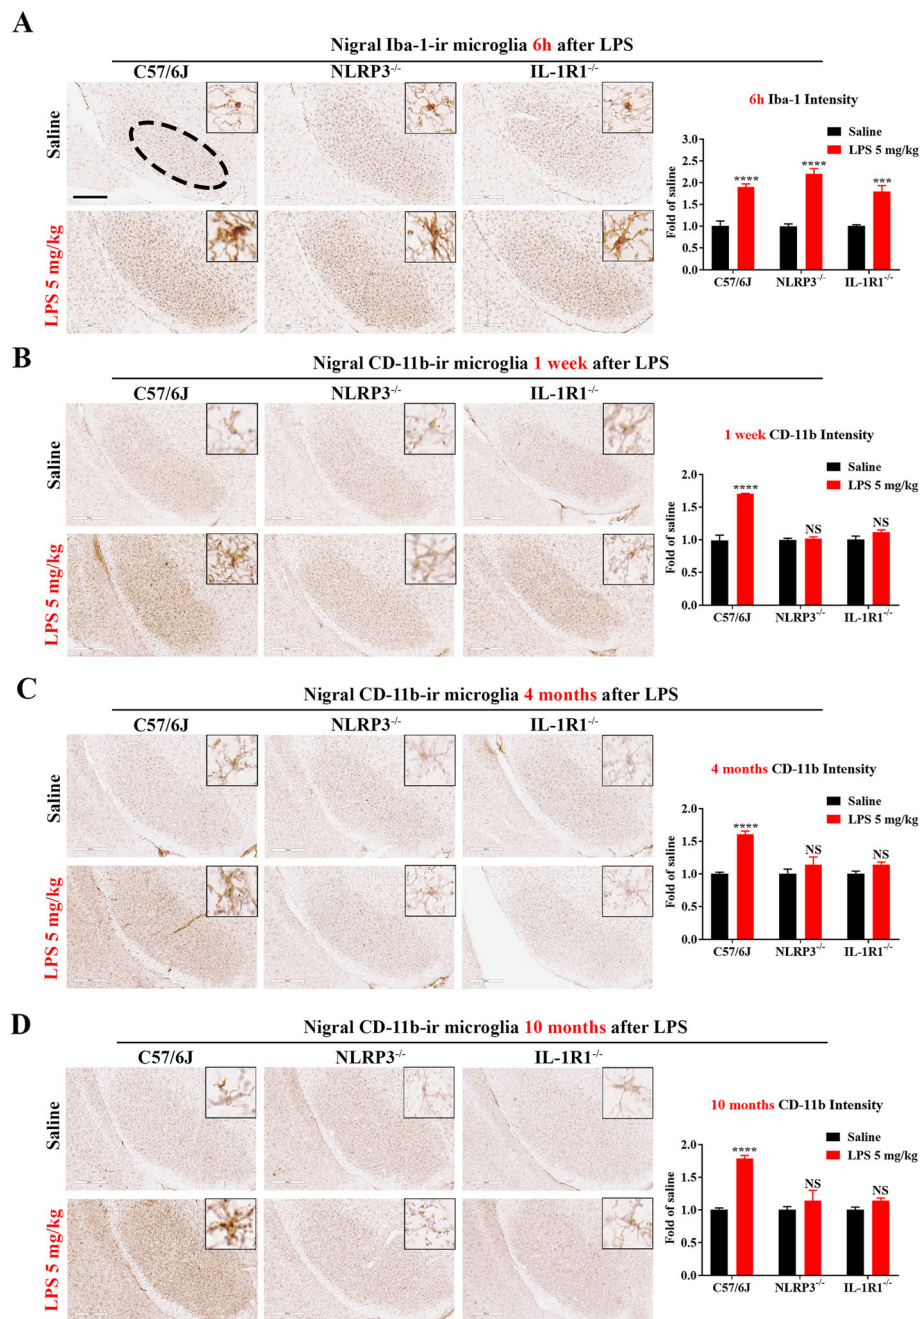 A
Nigral Iba-1-ir microglia 6h after LPS
C57/6J NLRP3-/- IL-1R1-/-
Saline
LPS 5 mg/kg
6h Iba-1 Intensity
Saline
LPS 5 mg/kg
Fold of saline
3.0
2.5
2.0
1.5
1.0
0.5
0.0
**** **** ***
C57/6J NLRP3-/- IL-1R1-/-
B
Nigral CD-11b-ir microglia 1 week after LPS
C57/6J NLRP3-/- IL-1R1-/-
Saline
LPS 5 mg/kg
1 week CD-11b Intensity
Saline
LPS 5 mg/kg
Fold of saline
2.0
1.5
1.0
0.5
0.0
**** NS NS
C57/6J NLRP3-/- IL-1R1-/-
C
Nigral CD-11b-ir microglia 4 months after LPS
C57/6J NLRP3-/- IL-1R1-/-
Saline
LPS 5 mg/kg
4 months CD-11b Intensity
Saline
LPS 5 mg/kg
Fold of saline
2.0
1.5
1.0
0.5
0.0
**** NS NS
C57/6J NLRP3-/- IL-1R1-/-
D
Nigral CD-11b-ir microglia 10 months after LPS
C57/6J NLRP3-/- IL-1R1-/-
Saline
LPS 5 mg/kg
10 months CD-11b Intensity
Saline
LPS 5 mg/kg
Fold of saline
2.0
1.5
1.0
0.5
0.0
**** NS NS
C57/6J NLRP3-/- IL-1R1-/-